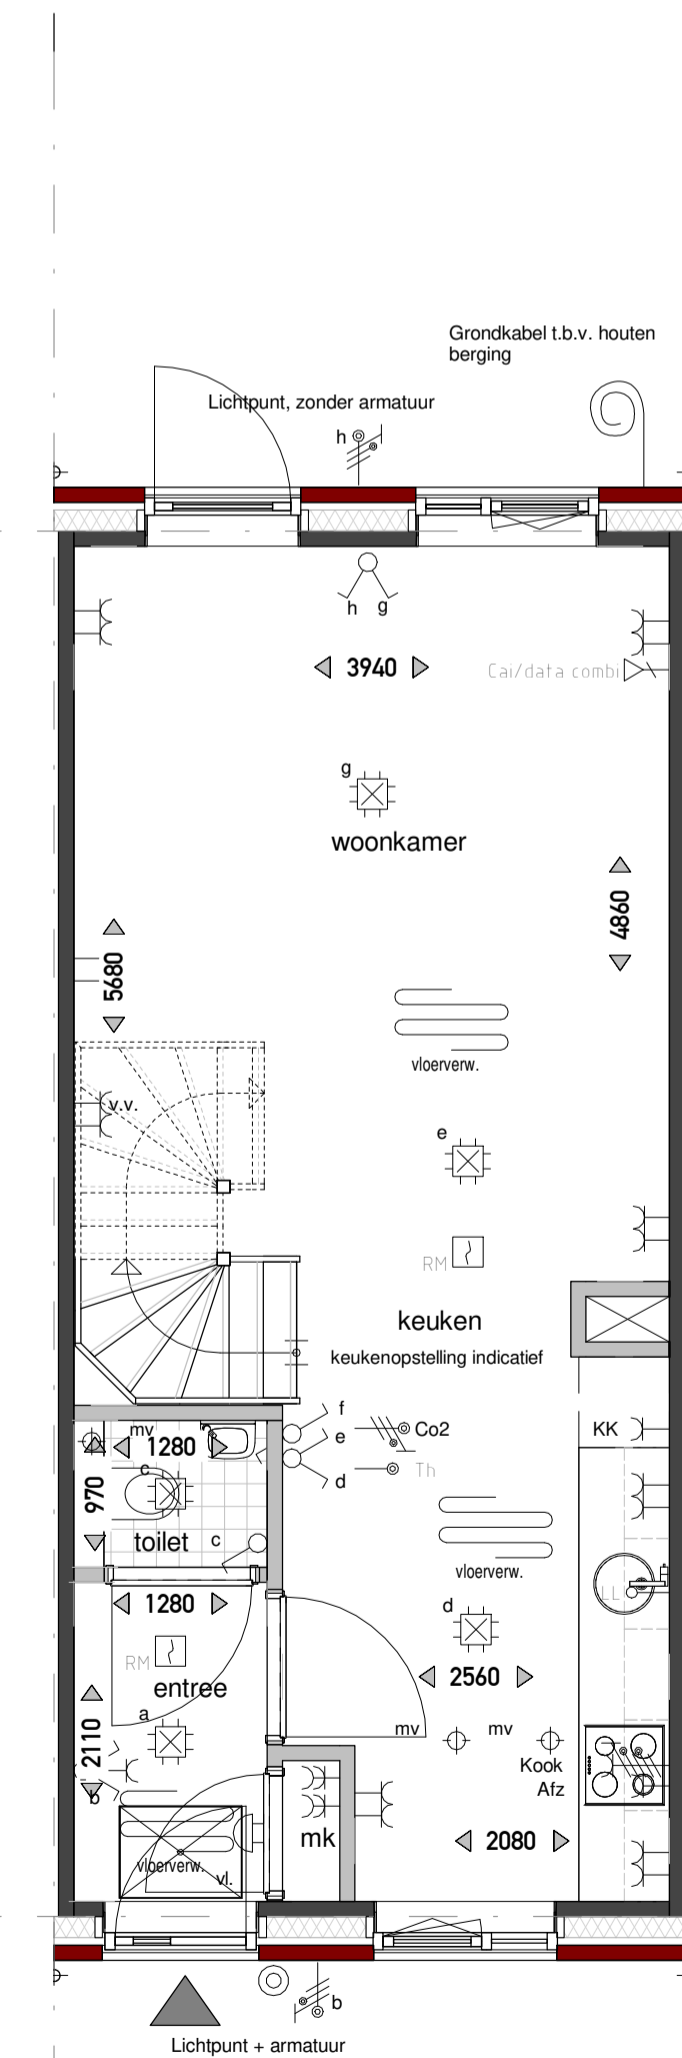 Grondkabel t.b.v. houten
berging
Lichtpunt, zonder armatuur
h
h g
3940
Cai/data combi
g
woonkamer
4860
5680
vloerverw.
v.v.
e
RM
keuken
keukenopstelling indicatief
f
mv
Co2
KK
1280
e
c
Th
d
970
toilet
c
vloerverw.
LL
1280
d
RM
2560
entree
a
mv
mv
2110
Kook
Afz
b
mk
2080
vloerverw.
vl.
b
Lichtpunt + armatuur